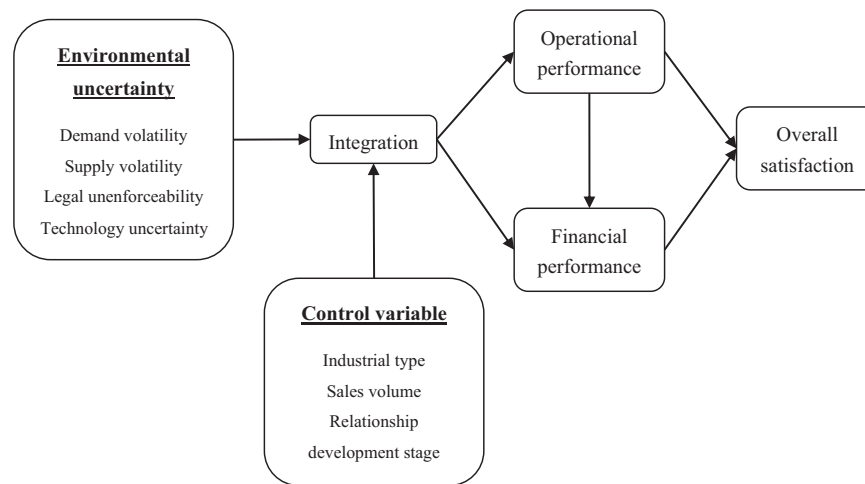 Environmental
uncertainty
Demand volatility
Supply volatility
Legal unenforceability
Technology uncertainty
Integration
Operational
performance
Financial
performance
Overall
satisfaction
Control variable
Industrial type
Sales volume
Relationship
development stage